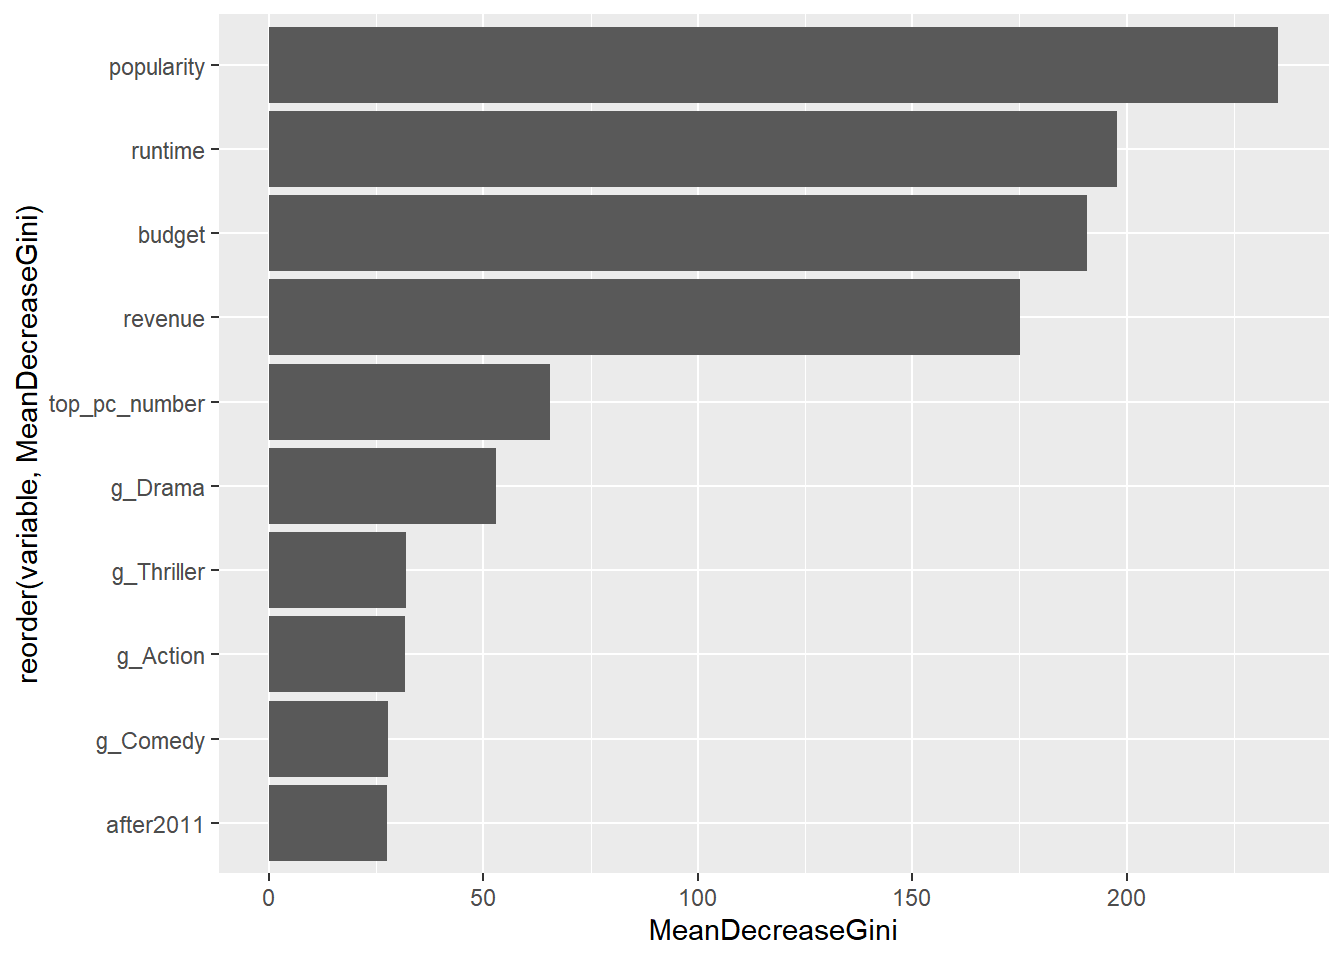 popularity
runtime
budget
revenue
top_pc_number
g_Drama
g_Thriller
g_Action
g_Comedy
after2011
reorder(variable, MeanDecreaseGini)
0 50 100 150 200
MeanDecreaseGini